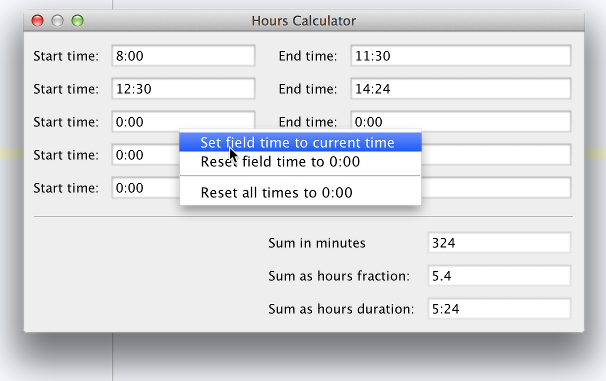 Hours Calculator
Start time: 8:00 End time: 11:30
Start time: 12:30 End time: 14:24
Start time: 0:00 End time: 0:00
Set field time to current time
Start time: 0:00 Reset field time to 0:00
Start time: 0:00 Reset all times to 0:00
Sum in minutes 324
Sum as hours fraction: 5.4
Sum as hours duration: 5:24